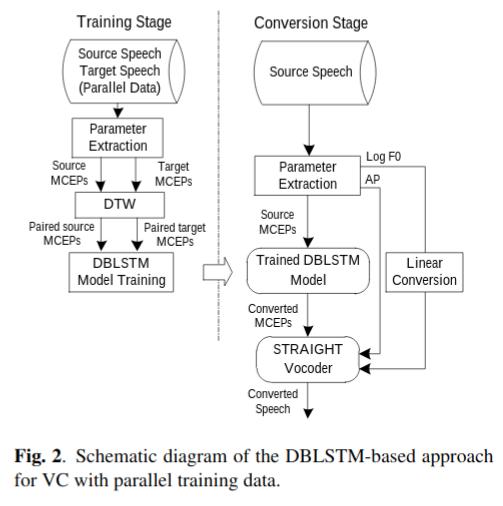 Training Stage
Source Speech
Target Speech
(Parallel Data)
Parameter
Extraction
Source
MCEPs
Target
MCEPs
DTW
Paired source
MCEPs
Paired target
MCEPs
DBLSTM
Model Training
Conversion Stage
Source Speech
Parameter
Extraction
Log F0
AP
Source
MCEPs
Trained DBLSTM
Model
Linear
Conversion
Converted
MCEPs
STRAIGHT
Vocoder
Converted
Speech
Fig. 2. Schematic diagram of the DBLSTM-based approach
for VC with parallel training data.